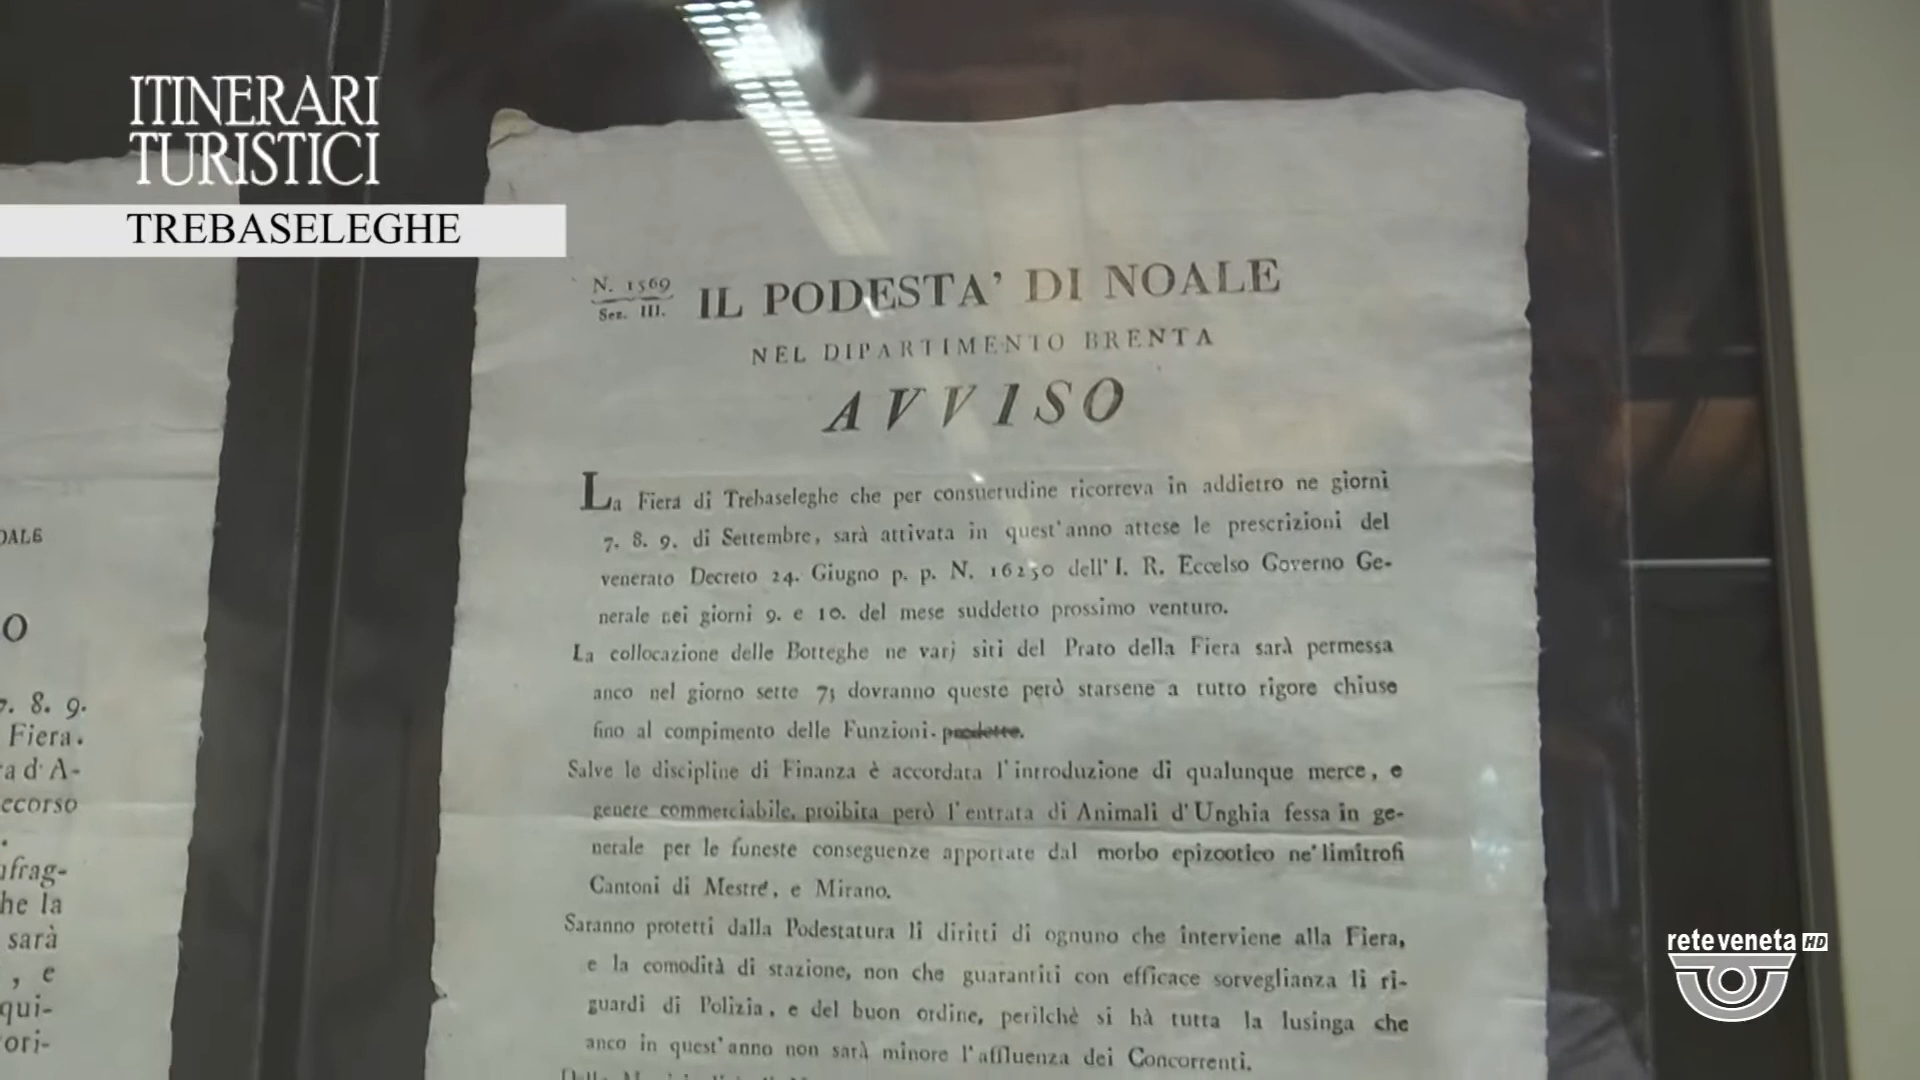 ITINERARI
TURISTICI
TREBASELEGHE
N. 1569
Sez. III.
IL PODESTA' DI NOALE
NEL DIPARTIMENTO BRENTA
AVVISO
La Fiera di Trebaseleghe che per consuetudine ricorreva in addietro ne giorni
7. 8. 9. di Settembre, sarà attivata in quest'anno attese le prescrizioni del
venerato Decreto 24. Giugno p. p. N. 16250 dell' I. R. Eccelso Governo Ge-
nerale nei giorni 9. e 10. del mese suddetto prossimo venturo.
La collocazione delle Botteghe ne varj siti del Prato della Fiera sarà permessa
anco nel giorno sette 7; dovranno queste però starsene a tutto rigore chiuse
fino al compimento delle Funzioni.
Salve le discipline di Finanza è accordata l'introduzione di qualunque merce, e
genere commerciabile, proibita però l'entrata di Animali d'Unghia fessa in ge-
nerale per le funeste conseguenze apportate dal morbo epizootico ne' limitrofi
Cantoni di Mestre, e Mirano.
Saranno protetti dalla Podestatura li diritti di ognuno che interviene alla Fiera,
e la comodità di stazione, non che guarantiti con efficace sorveglianza li ri-
guardi di Polizia, e del buon ordine, perilchè si hà tutta la lusinga che
anco in quest'anno non sarà minore l'affluenza dei Concorrenti.
OALE
O
7. 8. 9.
Fiera.
ra d' A-
ecorso
ufrag-
he la
sarà
, e
qui-
ori-
reteveneta HD